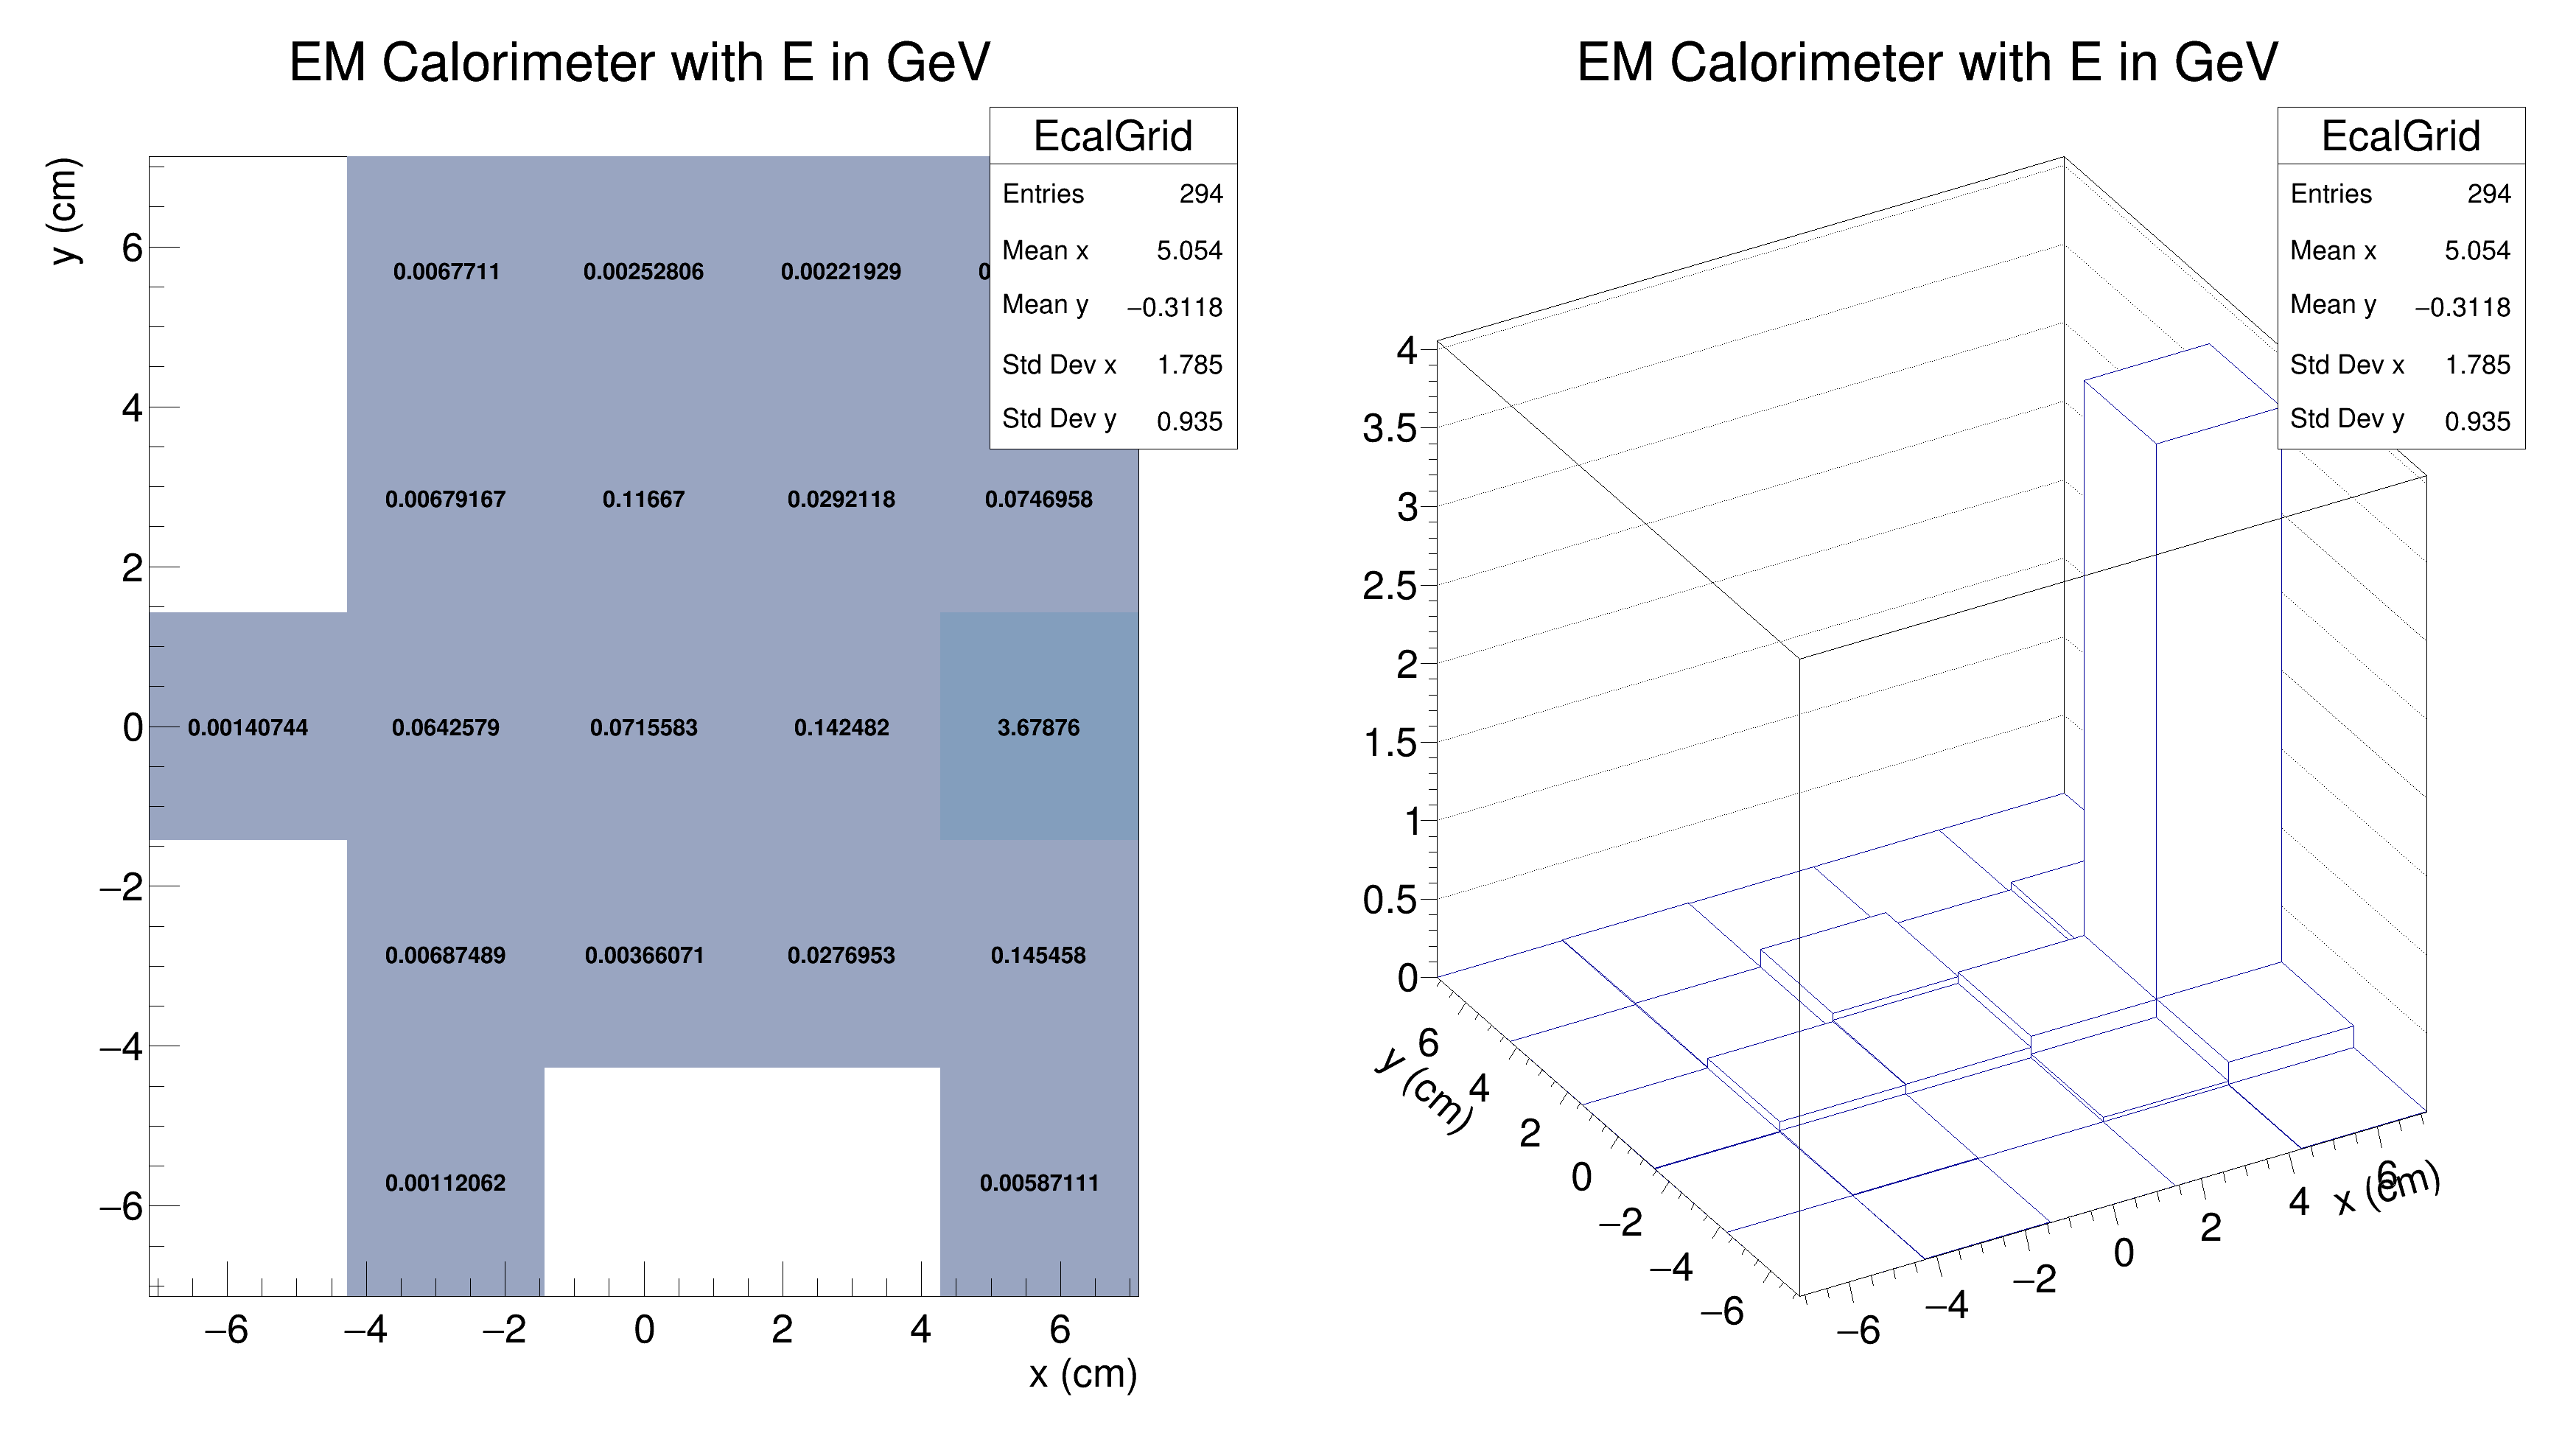 EM Calorimeter with E in GeV
EcalGrid
Entries 294
Mean x 5.054
Mean y −0.3118
Std Dev x 1.785
Std Dev y 0.935
y (cm)
6
4
2
0
−2
−4
−6
0.0067711 0.00252806 0.00221929 0
0.00679167 0.11667 0.0292118 0.0746958
0.00140744 0.0642579 0.0715583 0.142482 3.67876
0.00687489 0.00366071 0.0276953 0.145458
0.00112062 0.00587111
−6 −4 −2 0 2 4 6
x (cm)
EM Calorimeter with E in GeV
EcalGrid
Entries 294
Mean x 5.054
Mean y −0.3118
Std Dev x 1.785
Std Dev y 0.935
4
3.5
3
2.5
2
1.5
1
0.5
0
y (cm)
6
4
2
0
−2
−4
−6
−6
−4
−2
0
2
4
6
x (cm)